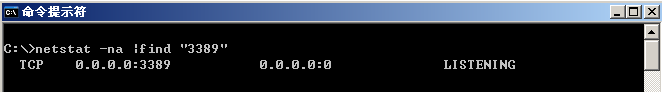 命令提示符
C:\>netstat -na |find "3389"
TCP 0.0.0.0:3389 0.0.0.0:0 LISTENING